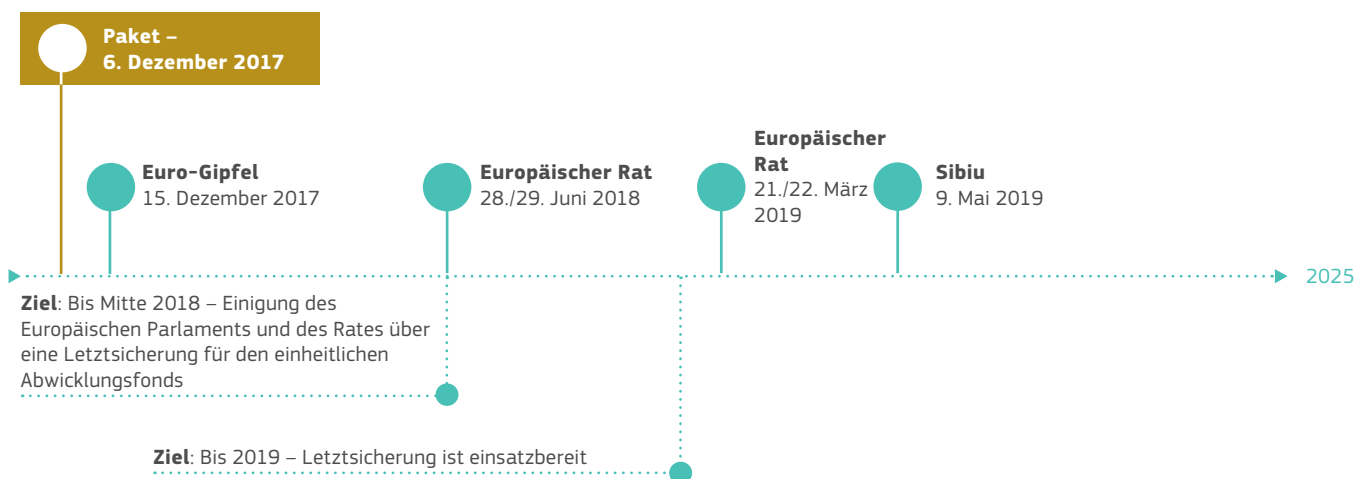 Paket –
6. Dezember 2017
Euro-Gipfel
15. Dezember 2017
Europäischer Rat
28./29. Juni 2018
Europäischer
Rat
21./22. März
2019
Sibiu
9. Mai 2019
2025
Ziel: Bis Mitte 2018 – Einigung des
Europäischen Parlaments und des Rates über
eine Letztsicherung für den einheitlichen
Abwicklungsfonds
Ziel: Bis 2019 – Letztsicherung ist einsatzbereit